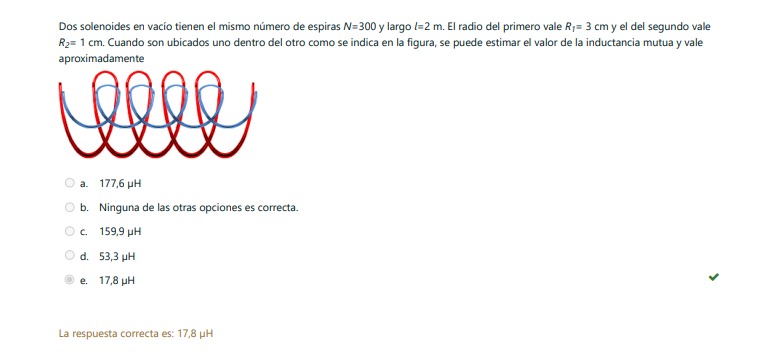 Dos solenoides en vacío tienen el mismo número de espiras N=300 y largo l=2 m. El radio del primero vale R₁= 3 cm y el del segundo vale
R₂= 1 cm. Cuando son ubicados uno dentro del otro como se indica en la figura, se puede estimar el valor de la inductancia mutua y vale
aproximadamente
a. 177,6 μH
b. Ninguna de las otras opciones es correcta.
c. 159,9 μH
d. 53,3 μH
e. 17,8 μH
La respuesta correcta es: 17,8 μH